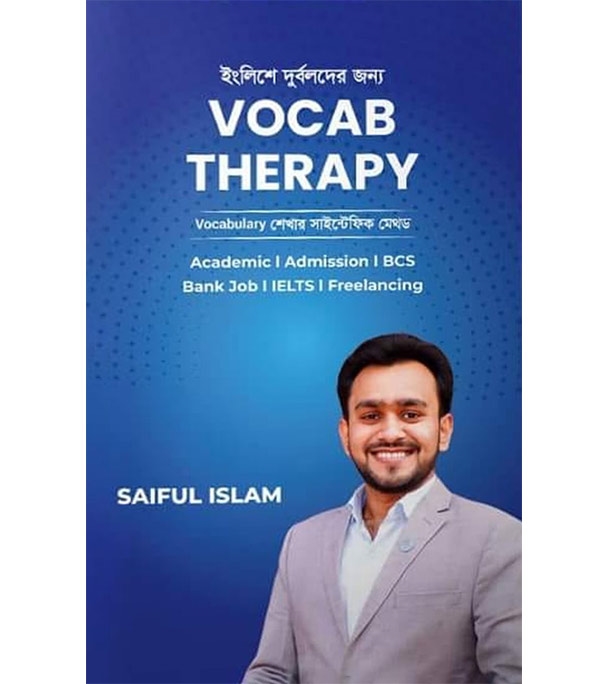 ইংলিশে দুর্বলদের জন্য
VOCAB
THERAPY
Vocabulary শেখার সাইন্টেফিক মেথড
Academic I Admission I BCS
Bank Job I IELTS I Freelancing
SAIFUL ISLAM